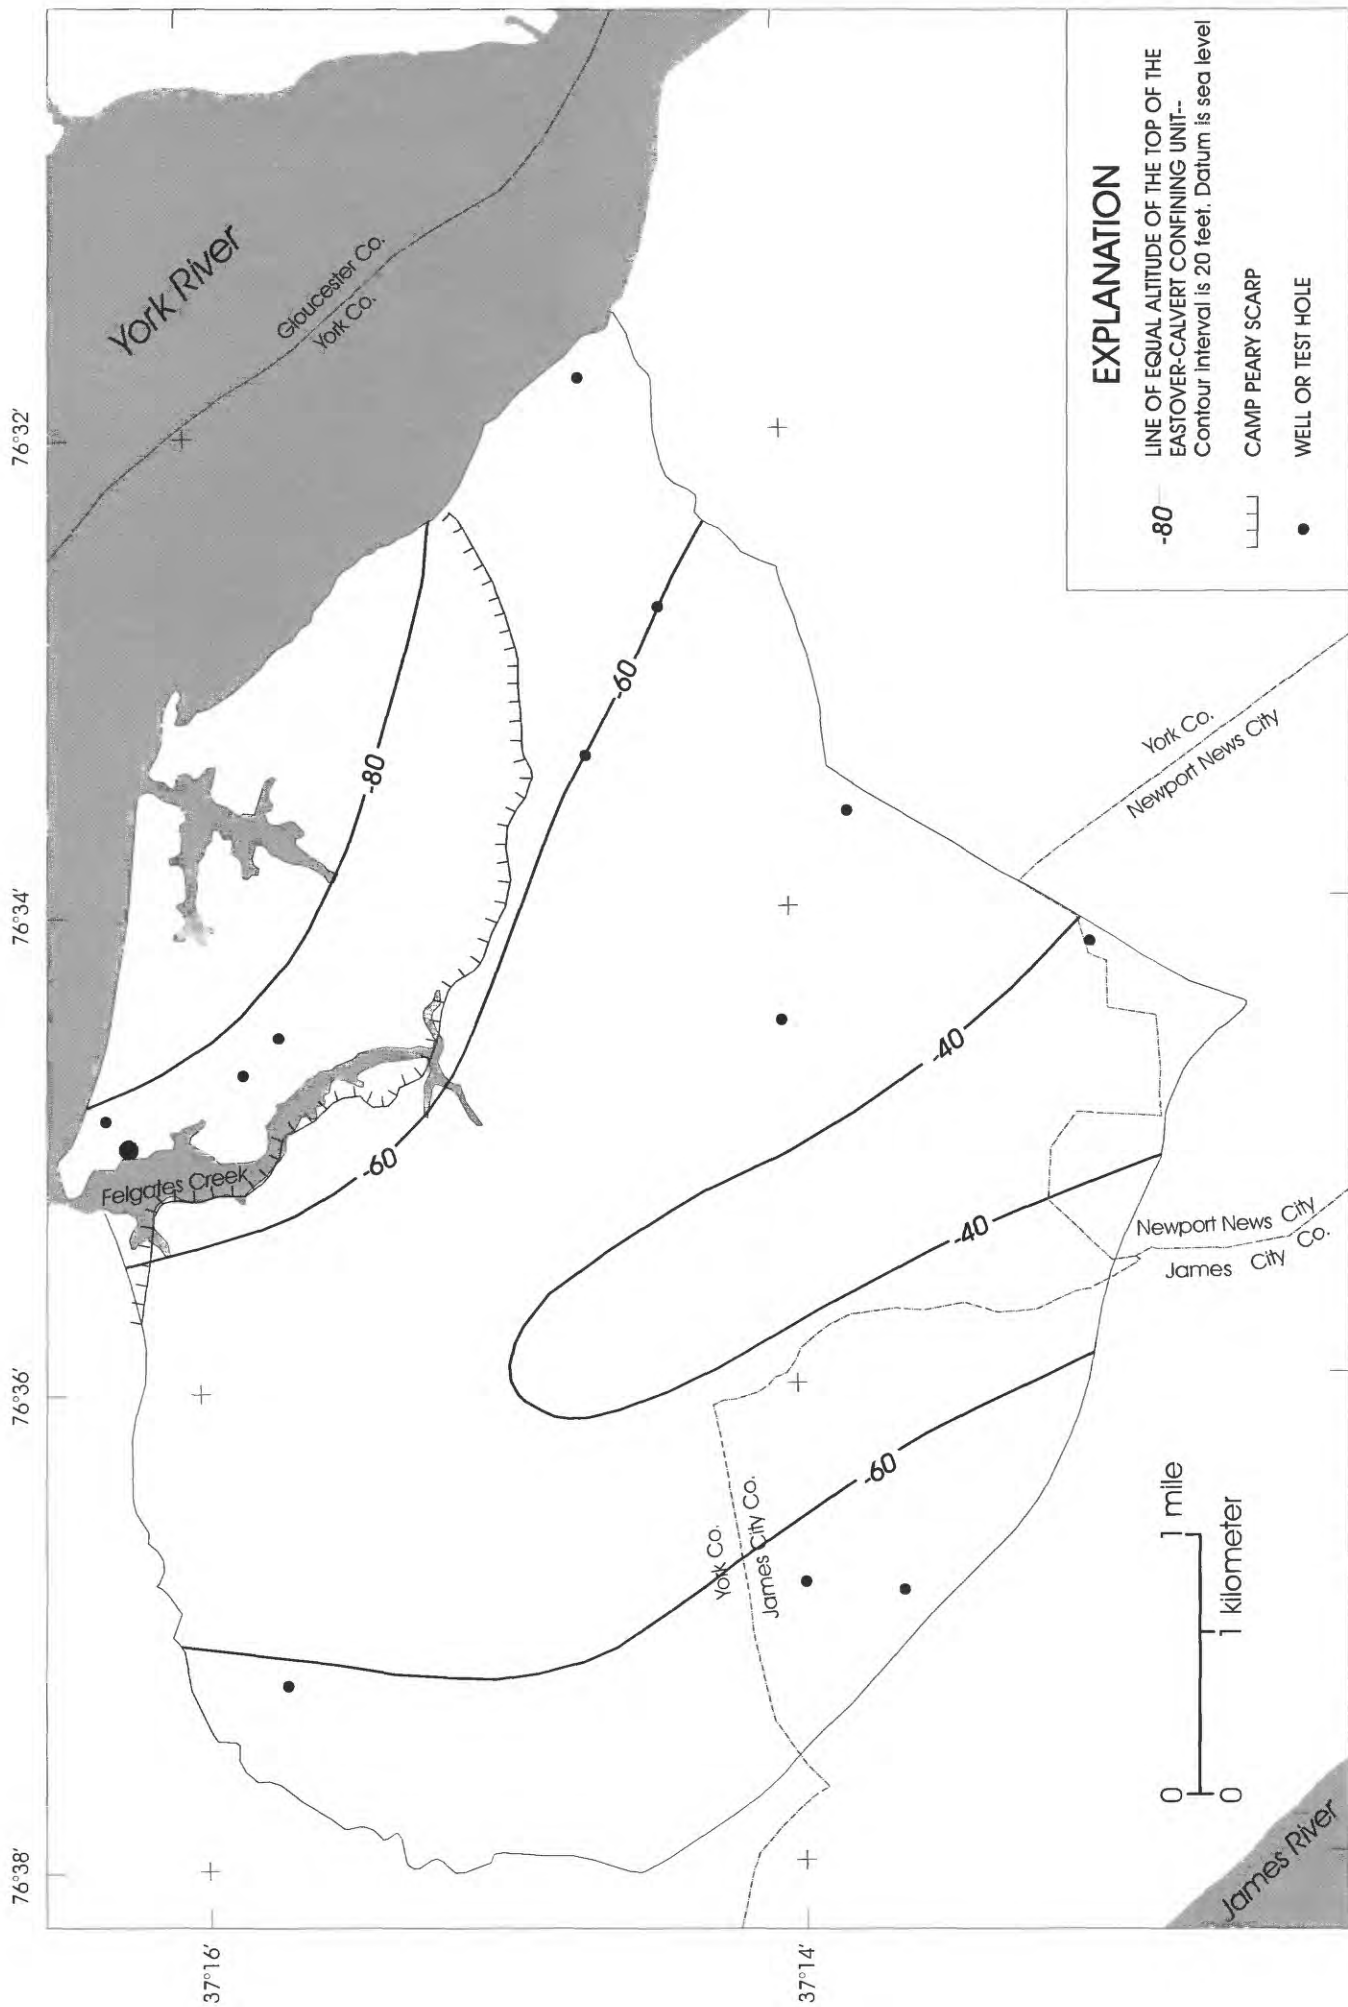 76°38′
76°36′
76°34′
76°32′
37°16′
37°14′
York River
Gloucester Co.
York Co.
Felgates Creek
-80
-60
-60
-40
-40
-60
York Co.
James City Co.
York Co.
Newport News City
Newport News City
James City Co.
James River
0 1 mile
0 1 kilometer
EXPLANATION
-80
LINE OF EQUAL ALTITUDE OF THE TOP OF THE
EASTOVER-CALVERT CONFINING UNIT--
Contour interval is 20 feet. Datum is sea level
CAMP PEARY SCARP
WELL OR TEST HOLE